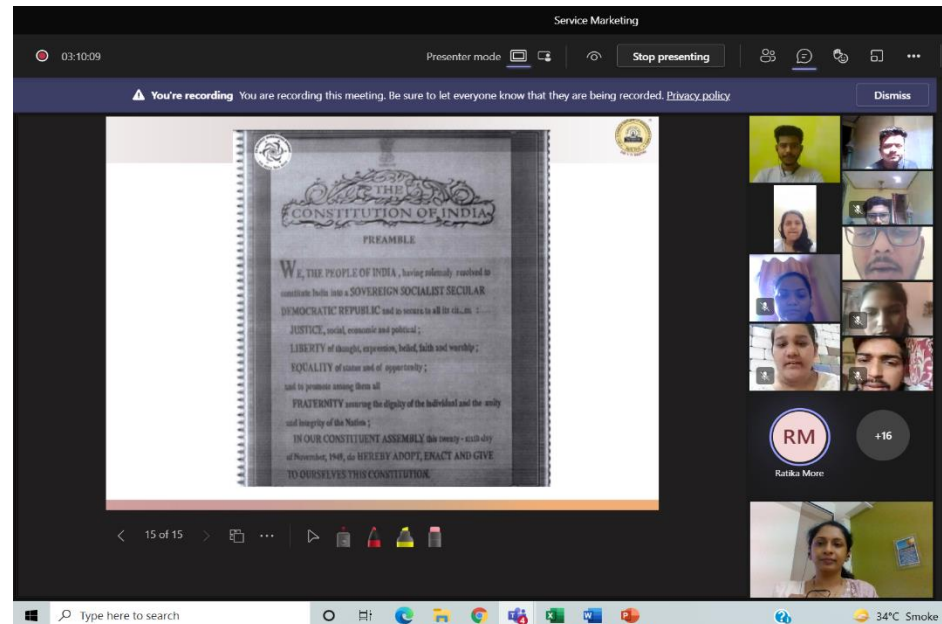 Service Marketing
03:10:09
Presenter mode
Stop presenting
You're recording You are recording this meeting. Be sure to let everyone know that they are being recorded. Privacy policy
Dismiss
THE
CONSTITUTION OF INDIA
PREAMBLE
WE, THE PEOPLE OF INDIA, having solemnly resolved to
constitute India into a SOVEREIGN SOCIALIST SECULAR
DEMOCRATIC REPUBLIC and to secure to all its citizens :
JUSTICE, social, economic and political ;
LIBERTY of thought, expression, belief, faith and worship ;
EQUALITY of status and of opportunity ;
and to promote among them all
FRATERNITY assuring the dignity of the individual and the unity
and integrity of the Nation ;
IN OUR CONSTITUENT ASSEMBLY this twenty-sixth day
of November, 1949, do HEREBY ADOPT, ENACT AND GIVE
TO OURSELVES THIS CONSTITUTION.
RM
Ratika More
+16
15 of 15
Type here to search
34°C Smoke